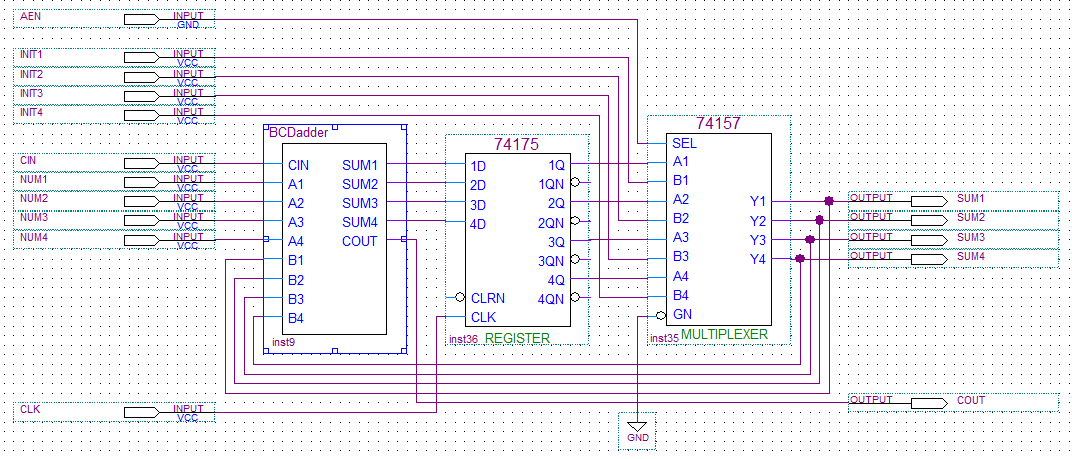 AEN INPUT GND
INIT1 INPUT VCC
INIT2 INPUT VCC
INIT3 INPUT VCC
INIT4 INPUT VCC
CIN INPUT VCC
NUM1 INPUT VCC
NUM2 INPUT VCC
NUM3 INPUT VCC
NUM4 INPUT VCC
CLK INPUT VCC
BCDadder
CIN SUM1
A1 SUM2
A2 SUM3
A3 SUM4
A4 COUT
B1
B2
B3
B4
inst9
74175
1D 1Q
2D 1QN
3D 2Q
4D 2QN
3Q
3QN
4Q
CLRN 4QN
CLK
inst36 REGISTER
74157
SEL
A1
B1
A2 Y1
B2 Y2
A3 Y3
B3 Y4
A4
B4
GN
inst35 MULTIPLEXER
GND
OUTPUT SUM1
OUTPUT SUM2
OUTPUT SUM3
OUTPUT SUM4
OUTPUT COUT